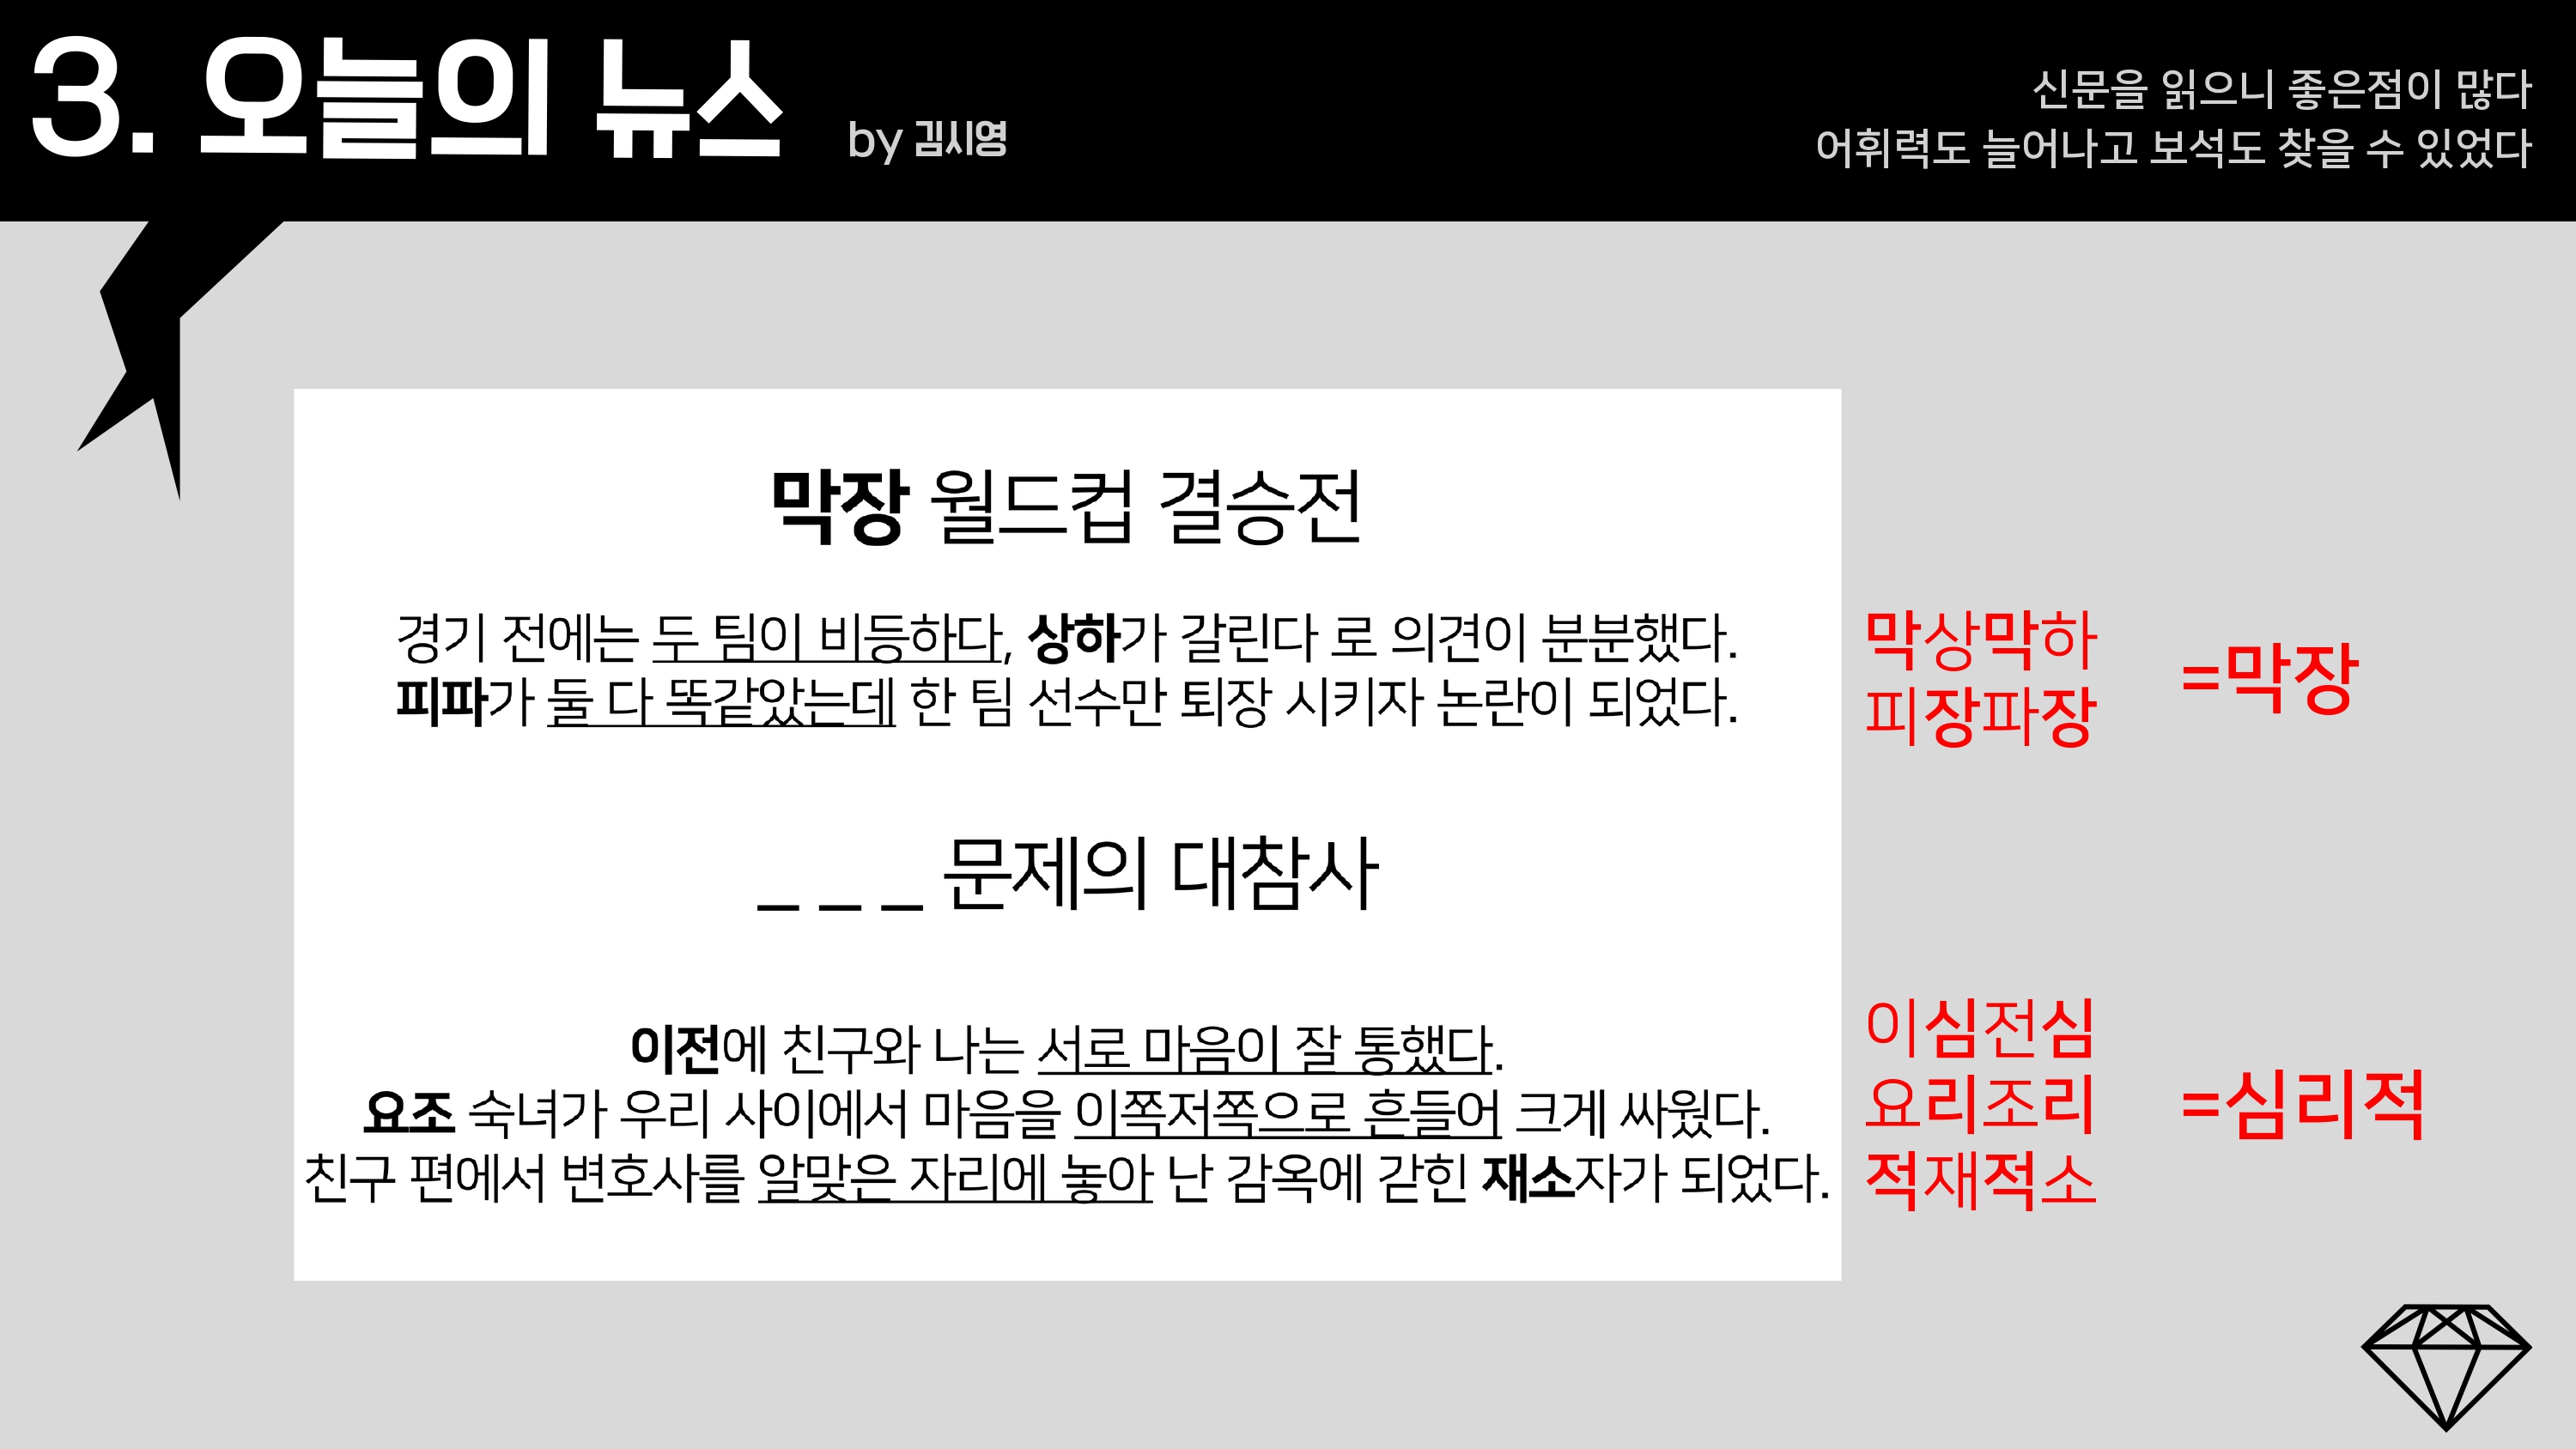 3. 오늘의 뉴스
by 김시영
신문을 읽으니 좋은점이 많다
어휘력도 늘어나고 보석도 찾을 수 있었다
막장 월드컵 결승전
경기 전에는 두 팀이 비등하다, 상하가 갈린다 로 의견이 분분했다.
피파가 둘 다 똑같았는데 한 팀 선수만 퇴장 시키자 논란이 되었다.
막상막하
피장파장
=막장
_ _ _ 문제의 대참사
이전에 친구와 나는 서로 마음이 잘 통했다.
요조 숙녀가 우리 사이에서 마음을 이쪽저쪽으로 흔들어 크게 싸웠다.
친구 편에서 변호사를 알맞은 자리에 놓아 난 감옥에 갇힌 재소자가 되었다.
이심전심
요리조리
적재적소
=심리적